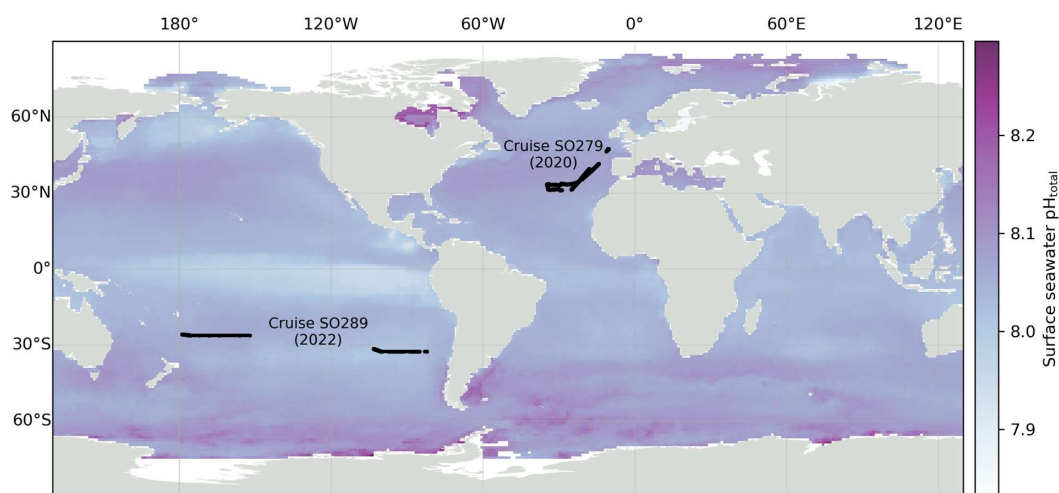 180° 120°W 60°W 0° 60°E 120°E
60°N
30°N
0°
30°S
60°S
Cruise SO279
(2020)
Cruise SO289
(2022)
8.2
8.1
8.0
7.9
Surface seawater pHtotal